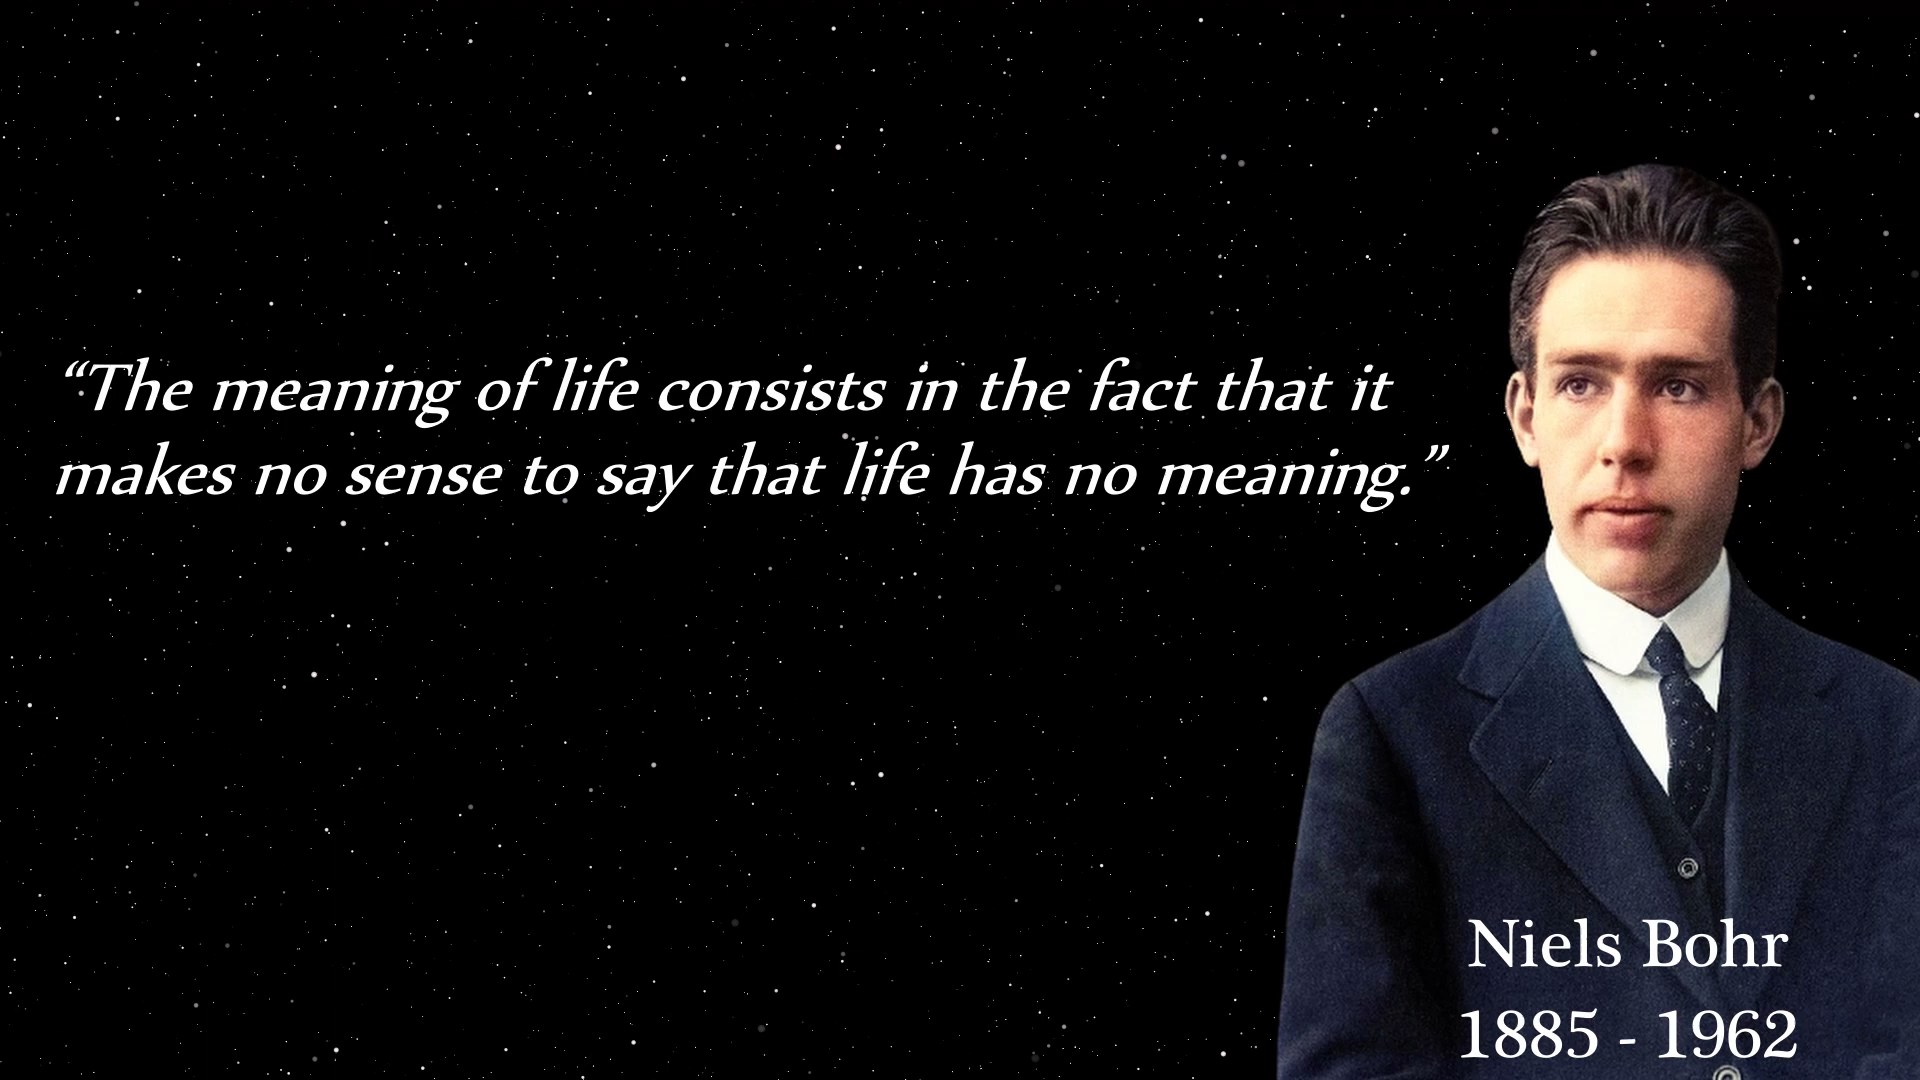 “The meaning of life consists in the fact that it
makes no sense to say that life has no meaning.”
Niels Bohr
1885 - 1962